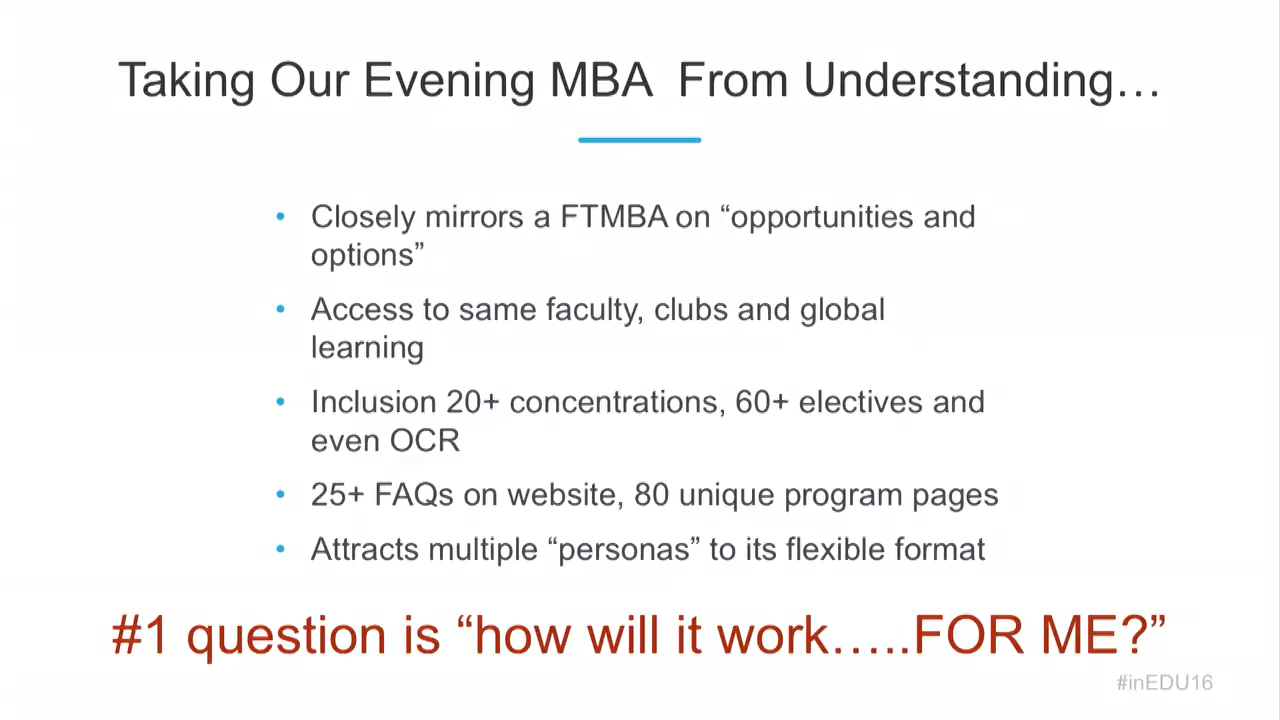 Taking Our Evening MBA  From Understanding…
• Closely mirrors a FTMBA on “opportunities and
options”
• Access to same faculty, clubs and global
learning
• Inclusion 20+ concentrations, 60+ electives and
even OCR
• 25+ FAQs on website, 80 unique program pages
• Attracts multiple “personas” to its flexible format
#1 question is “how will it work…..FOR ME?”
#inEDU16